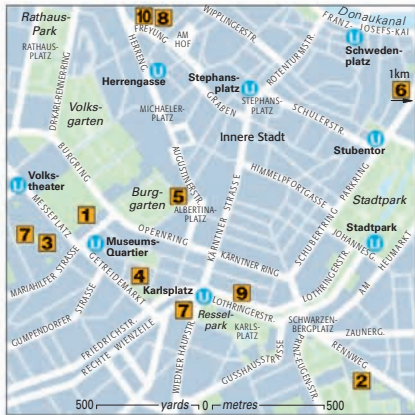 Rathaus-
Park
RATHAUS-
PLATZ
DR-KARL-RENNER-RING
Volks-
garten
10 8
FREYUNG
HERRENG.
AM
HOF
WIPPLINGERSTR.
Donaukanal
FRANZ-JOSEFS-KAI
Schweden-
platz
1km
6
Herrengasse
Stephans-
platz
ROTENTURMSTR.
GRABEN
STEPHANS-
PLATZ
SCHULERSTR.
MICHAELER-
PLATZ
Innere Stadt
Stubentor
BURGRING
Volks-
theater
MESSEPLATZ
AUGUSTINERSTR.
HIMMELPFORTGASSE
PARKRING
Stadtpark
Burg-
garten
5
ALBERTINA-
PLATZ
1
7
3
OPERNRING
KÄRNTNER STRASSE
SCHUBERTRING
Stadtpark
JOHANNESG.
Museums-
Quartier
MARIAHILFER STRASSE
GETREIDEMARKT
KÄRNTNER RING
LOTHRINGERSTR.
AM HEUMARKT
4
Karlsplatz
9
7
LOTHRINGERSTR.
Ressel-
park
KARLS-
PLATZ
SCHWARZEN-
BERGPLATZ
ZAUNERG.
GUMPENDORFER STRASSE
FRIEDRICHSTR.
RECHTE WIENZEILE
WIEDNER HAUPTSTR.
GUSSHAUSSTRASSE
PRINZ-EUGEN-STR.
RENNWEG
2
500 yards 0 metres 500